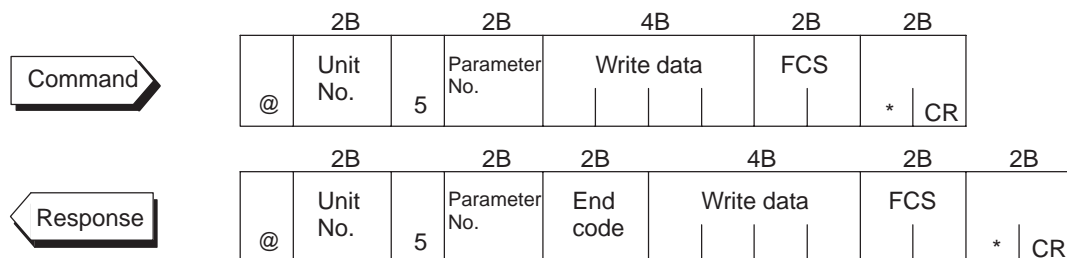 2B 2B 4B 2B 2B
Command
Unit No. Parameter No. Write data FCS
@ 5 * CR
2B 2B 2B 4B 2B 2B
Response
Unit No. Parameter No. End code Write data FCS
@ 5 * CR